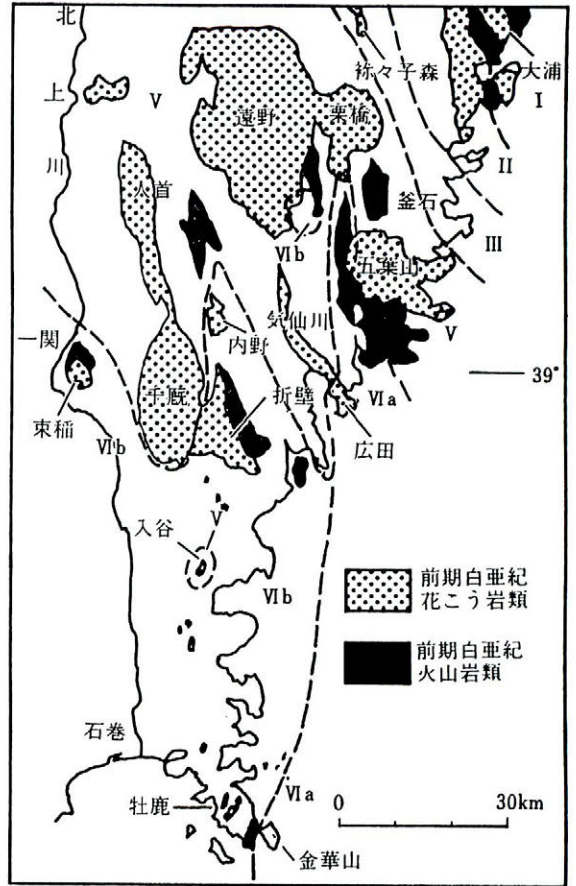 北
上
川
V
遠野
栗橋
祢々子森
大浦
I
II
III
人首
釜石
VIb
五葉山
気仙川
V
一関
内野
39°
束稲
千厩
折壁
VIa
広田
VIb
入谷
V
VIb
前期白亜紀
花こう岩類
前期白亜紀
火山岩類
石巻
牡鹿
VIa
0 30km
金華山